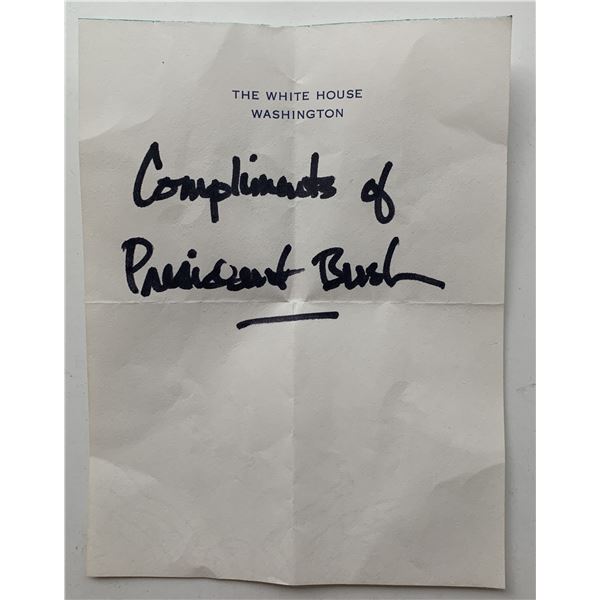 THE WHITE HOUSE
WASHINGTON
Compliments of
President Bush